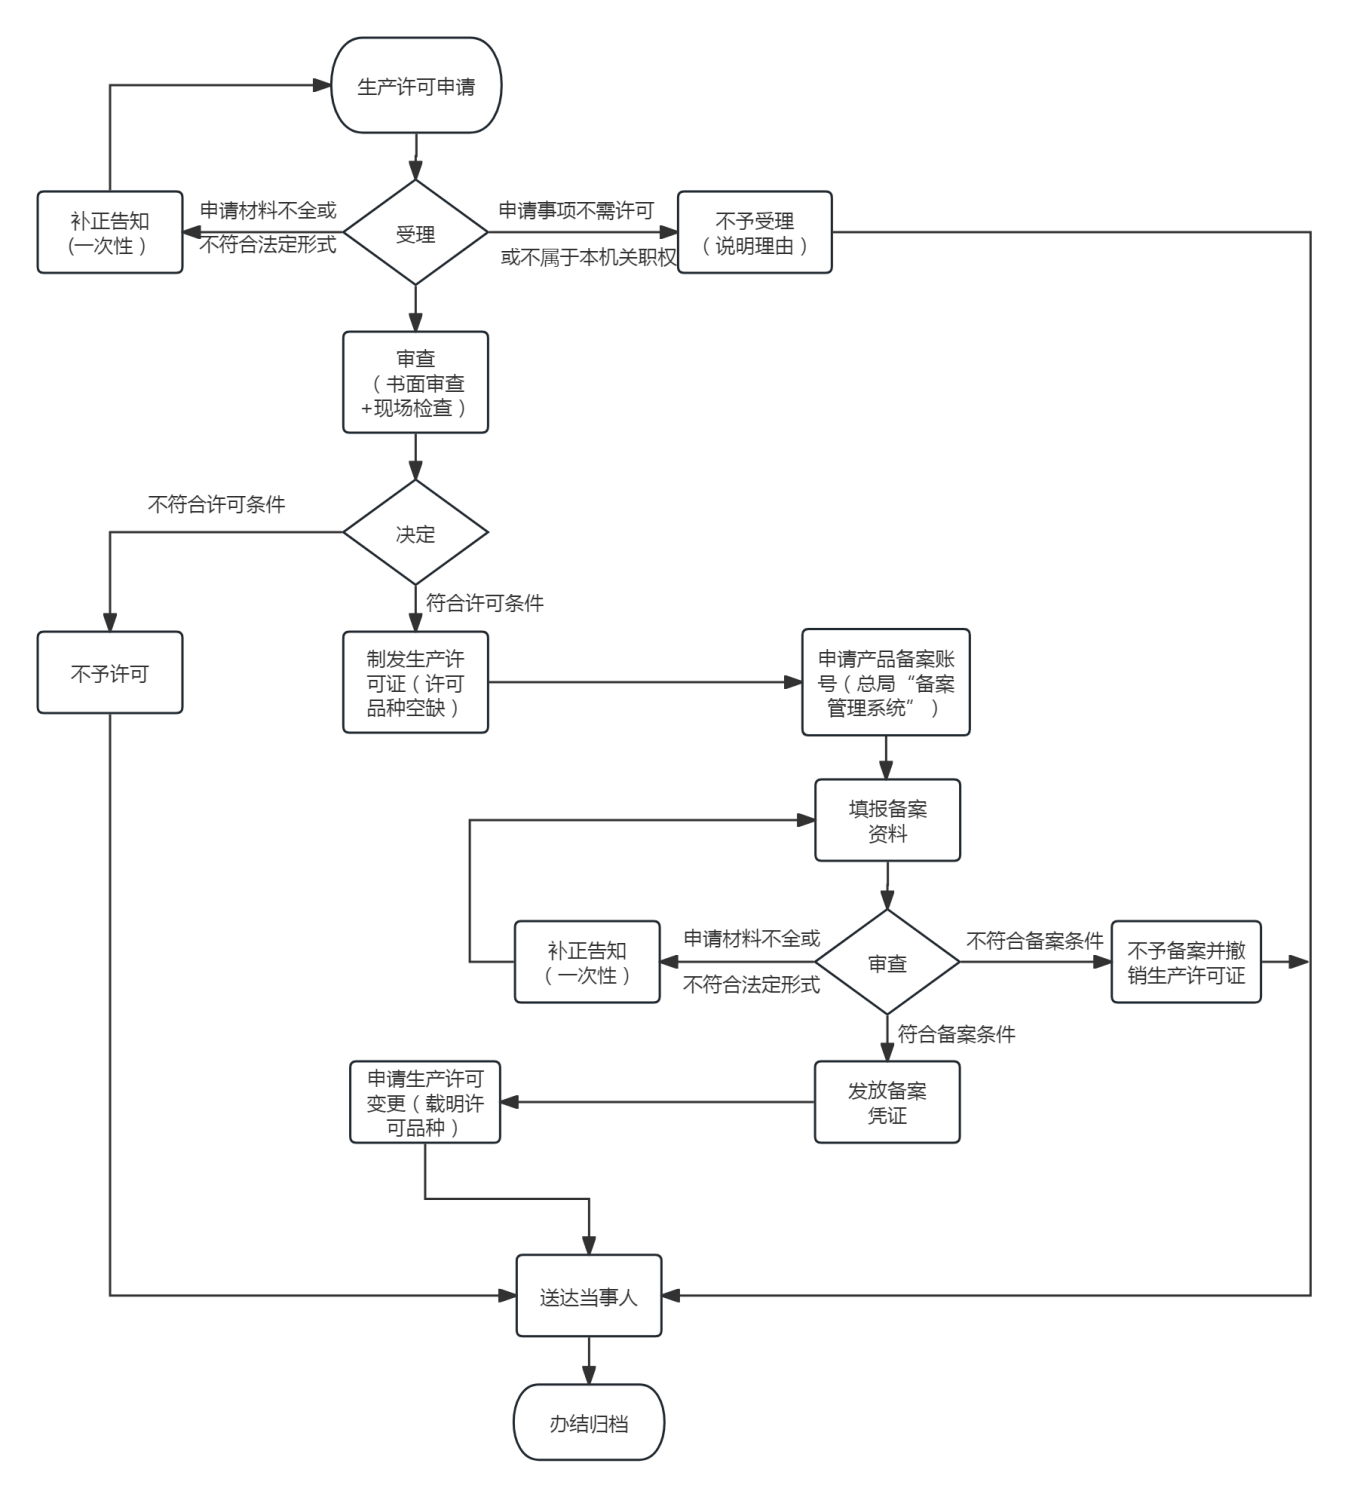 生产许可申请
补正告知
(一次性）
申请材料不全或
不符合法定形式
受理
申请事项不需许可
或不属于本机关职权
不予受理
（说明理由）
审查
（书面审查
+现场检查）
不符合许可条件
决定
符合许可条件
不予许可
制发生产许
可证（许可
品种空缺）
申请产品备案账
号（总局“备案
管理系统”）
填报备案
资料
补正告知
（一次性）
申请材料不全或
不符合法定形式
审查
不符合备案条件
不予备案并撤
销生产许可证
符合备案条件
申请生产许可
变更（载明许
可品种）
发放备案
凭证
送达当事人
办结归档